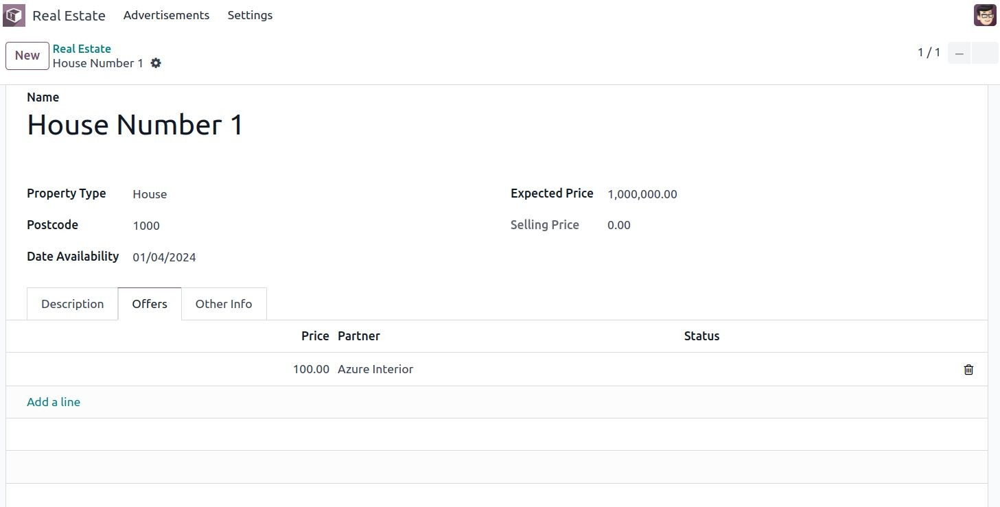 Real Estate Advertisements Settings
New Real Estate
House Number 1
1 / 1
Name
House Number 1
Property Type House
Expected Price 1,000,000.00
Postcode 1000
Selling Price 0.00
Date Availability 01/04/2024
Description Offers Other Info
Price Partner Status
100.00 Azure Interior
Add a line